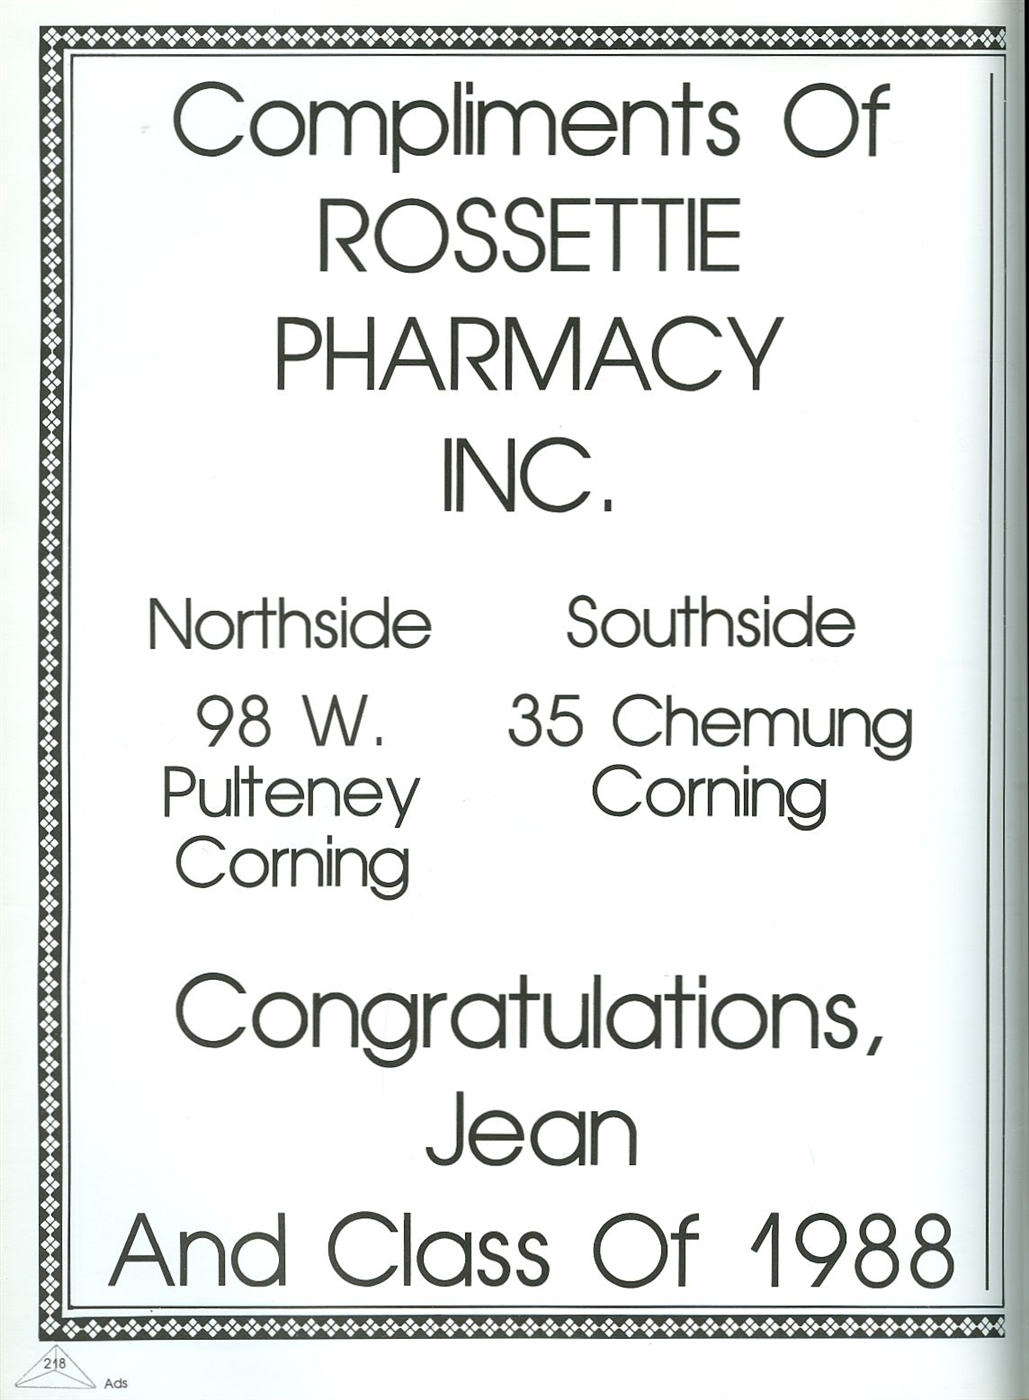 Compliments Of
ROSSETTIE
PHARMACY
INC.
Northside
98 W.
Pulteney
Corning
Southside
35 Chemung
Corning
Congratulations,
Jean
And Class Of 1988
218
Ads